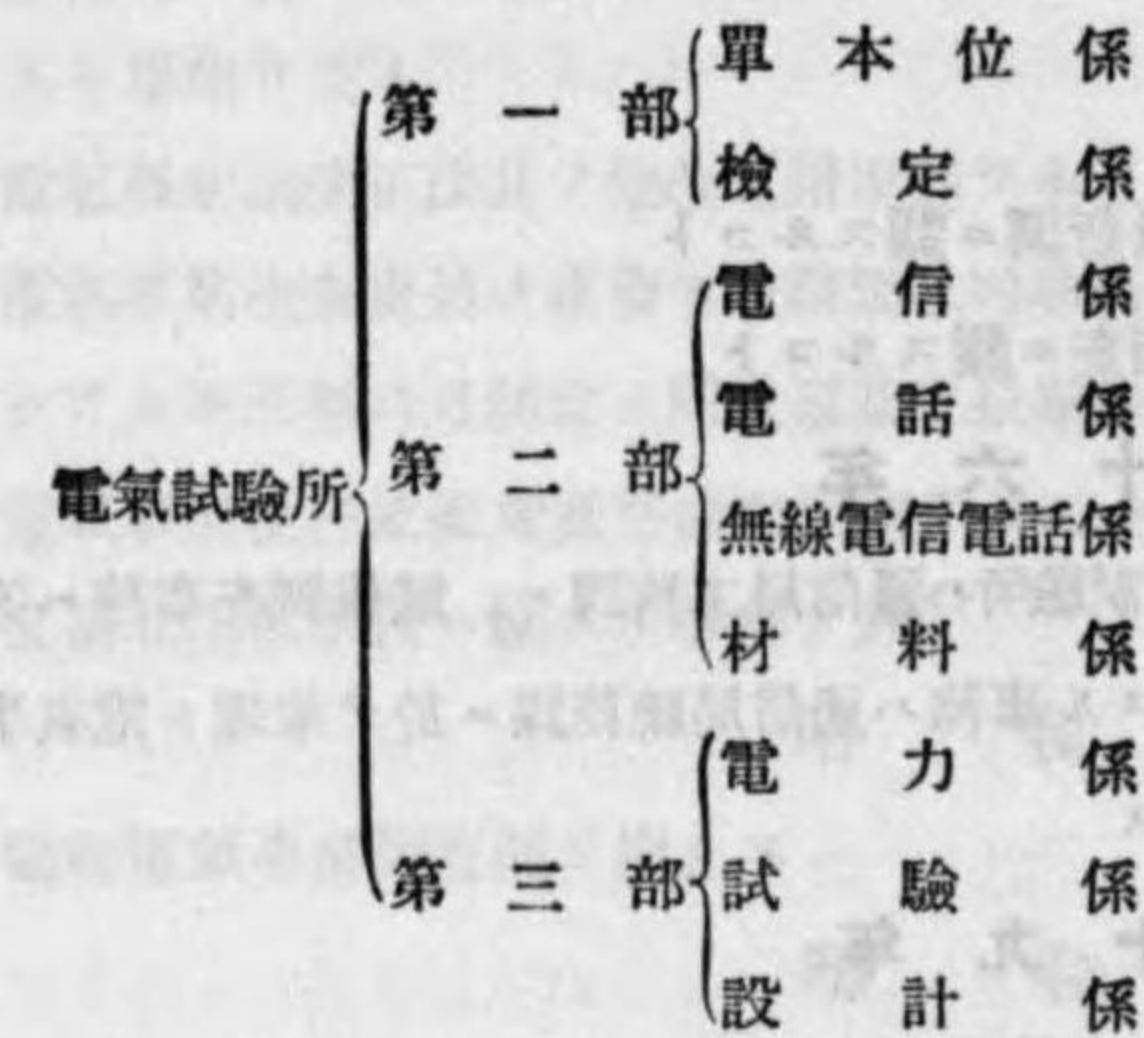 電氣試驗所
第一部
單本位係
檢定係
第二部
電信係
電話係
無線電信電話係
材料係
第三部
電力係
試驗係
設計係